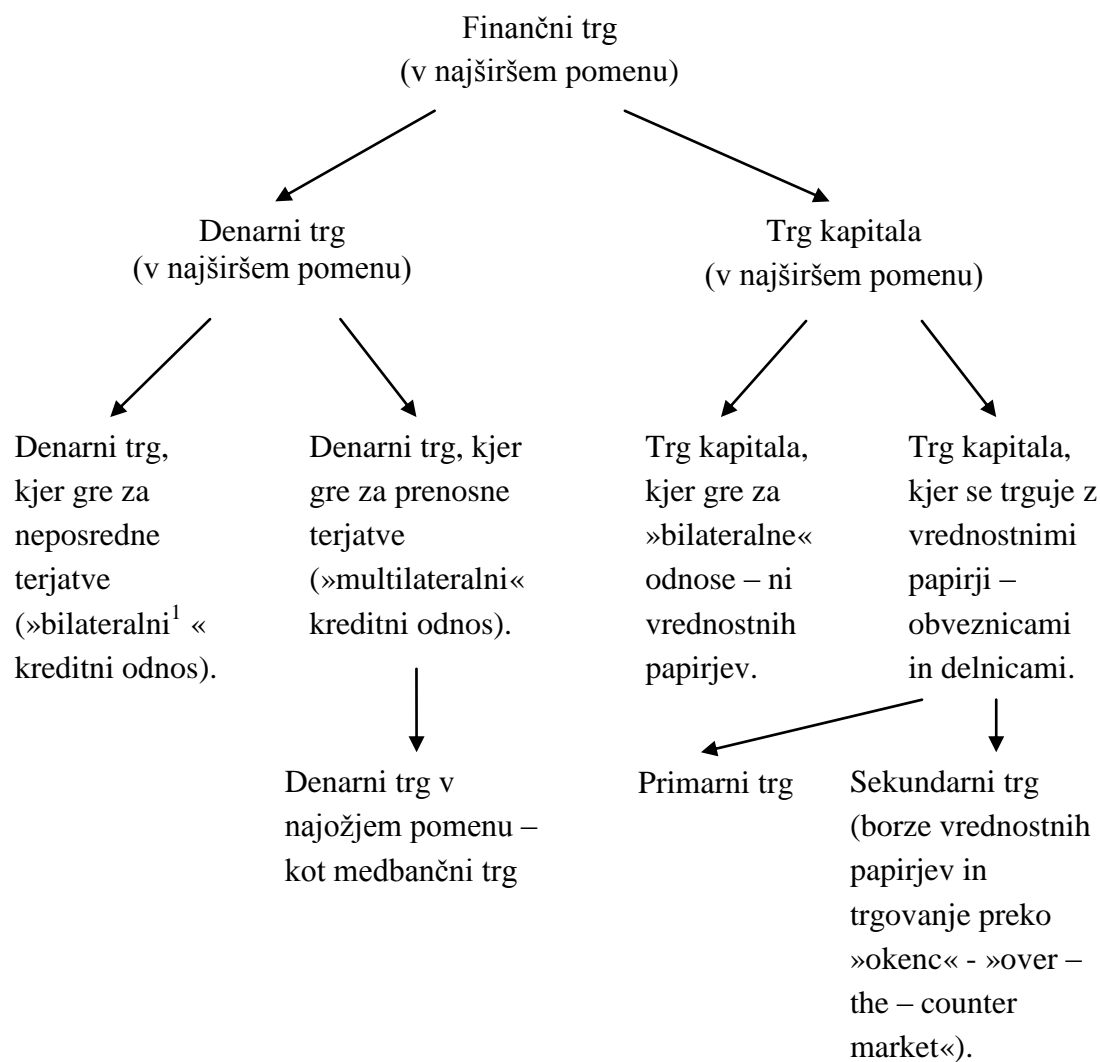 Finančni trg
(v najširšem pomenu)
Denarni trg
(v najširšem pomenu)
Trg kapitala
(v najširšem pomenu)
Denarni trg,
kjer gre za
neposredne
terjatve
(»bilateralni¹ «
kreditni odnos).
Denarni trg, kjer
gre za prenosne
terjatve
(»multilateralni«
kreditni odnos).
Trg kapitala,
kjer gre za
»bilateralne«
odnose – ni
vrednostnih
papirjev.
Trg kapitala,
kjer se trguje z
vrednostnimi
papirji –
obveznicami
in delnicami.
Denarni trg v
najožjem pomenu –
kot medbančni trg
Primarni trg
Sekundarni trg
(borze vrednostnih
papirjev in
trgovanje preko
»okenc« - »over –
the – counter
market«).